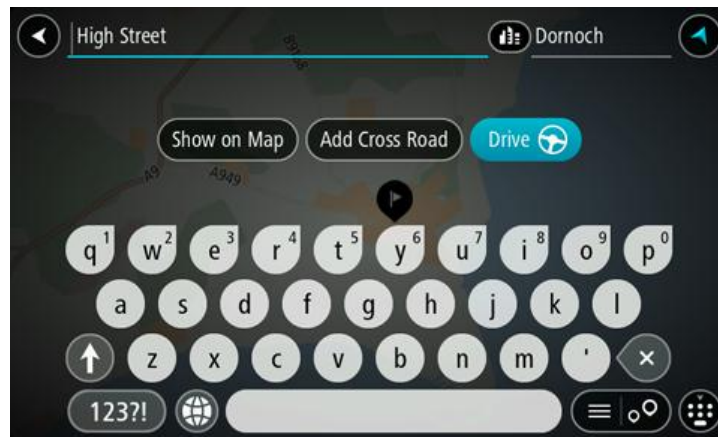 High Street Dornoch
B9168
Show on Map Add Cross Road Drive
A9 A949
q1 w2 e3 r4 t5 y6 u7 i8 o9 p0
a s d f g h j k l
z x c v b n m '
123?!